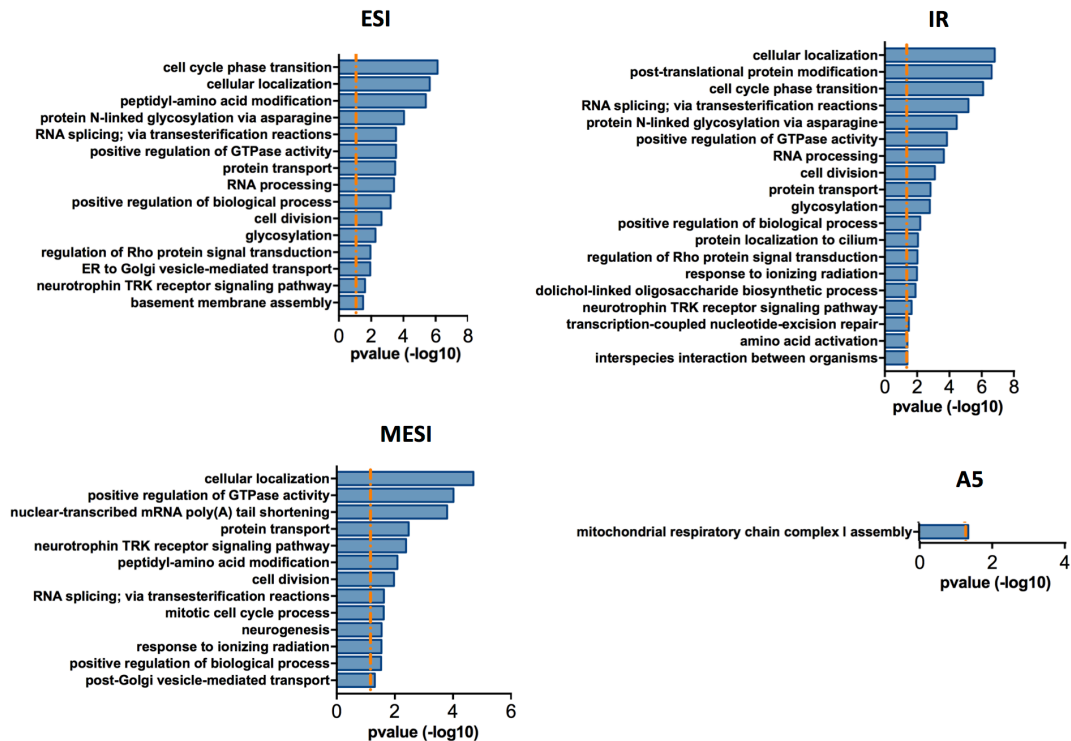 ESI
cell cycle phase transition
cellular localization
peptidyl-amino acid modification
protein N-linked glycosylation via asparagine
RNA splicing; via transesterification reactions
positive regulation of GTPase activity
protein transport
RNA processing
positive regulation of biological process
cell division
glycosylation
regulation of Rho protein signal transduction
ER to Golgi vesicle-mediated transport
neurotrophin TRK receptor signaling pathway
basement membrane assembly
0 2 4 6 8
pvalue (-log10)
IR
cellular localization
post-translational protein modification
cell cycle phase transition
RNA splicing; via transesterification reactions
protein N-linked glycosylation via asparagine
positive regulation of GTPase activity
RNA processing
cell division
protein transport
glycosylation
positive regulation of biological process
protein localization to cilium
regulation of Rho protein signal transduction
response to ionizing radiation
dolichol-linked oligosaccharide biosynthetic process
neurotrophin TRK receptor signaling pathway
transcription-coupled nucleotide-excision repair
amino acid activation
interspecies interaction between organisms
0 2 4 6 8
pvalue (-log10)
MESI
cellular localization
positive regulation of GTPase activity
nuclear-transcribed mRNA poly(A) tail shortening
protein transport
neurotrophin TRK receptor signaling pathway
peptidyl-amino acid modification
cell division
RNA splicing; via transesterification reactions
mitotic cell cycle process
neurogenesis
response to ionizing radiation
positive regulation of biological process
post-Golgi vesicle-mediated transport
0 2 4 6
pvalue (-log10)
A5
mitochondrial respiratory chain complex I assembly
0 2 4
pvalue (-log10)